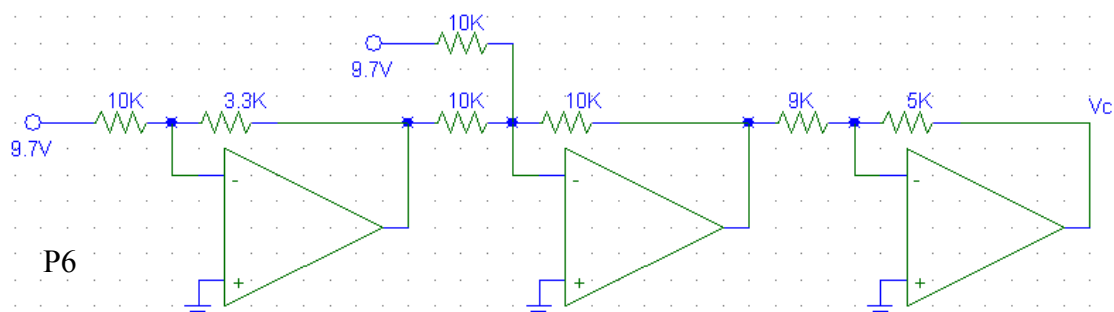 10K
9.7V
10K 3.3K 10K 10K 9K 5K Vc
9.7V
- - -
P6
+ + +